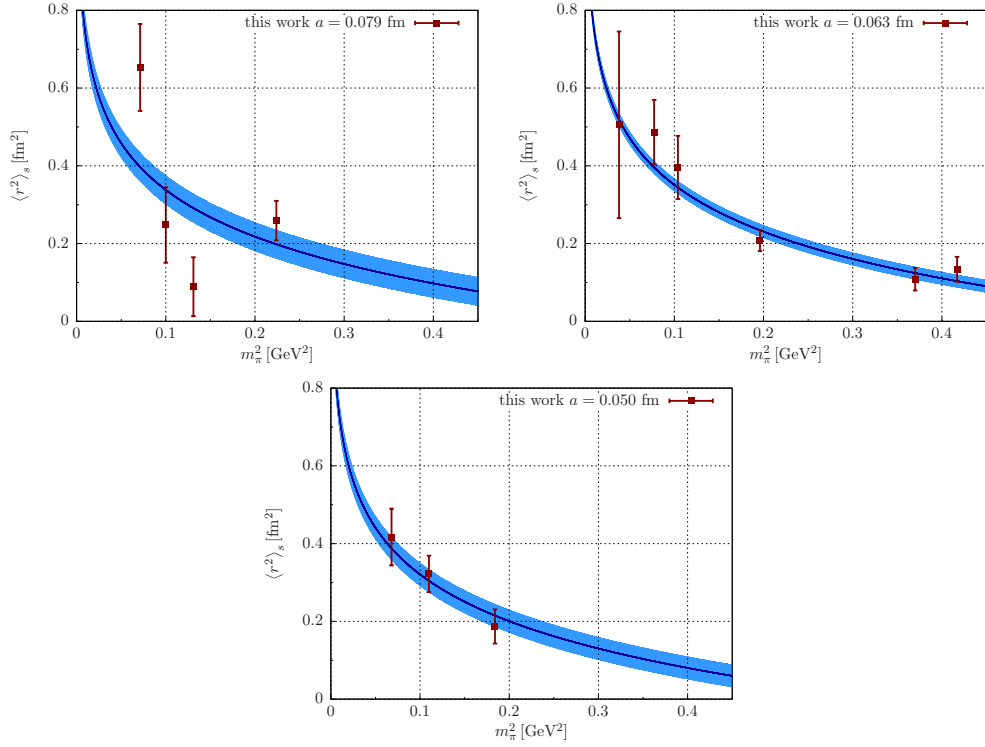 this work a = 0.079 fm
0.8
0.6
0.4
0.2
0
⟨r²⟩ₛ [fm²]
0 0.1 0.2 0.3 0.4
m²_π [GeV²]
this work a = 0.063 fm
0.8
0.6
0.4
0.2
0
⟨r²⟩ₛ [fm²]
0 0.1 0.2 0.3 0.4
m²_π [GeV²]
this work a = 0.050 fm
0.8
0.6
0.4
0.2
0
⟨r²⟩ₛ [fm²]
0 0.1 0.2 0.3 0.4
m²_π [GeV²]